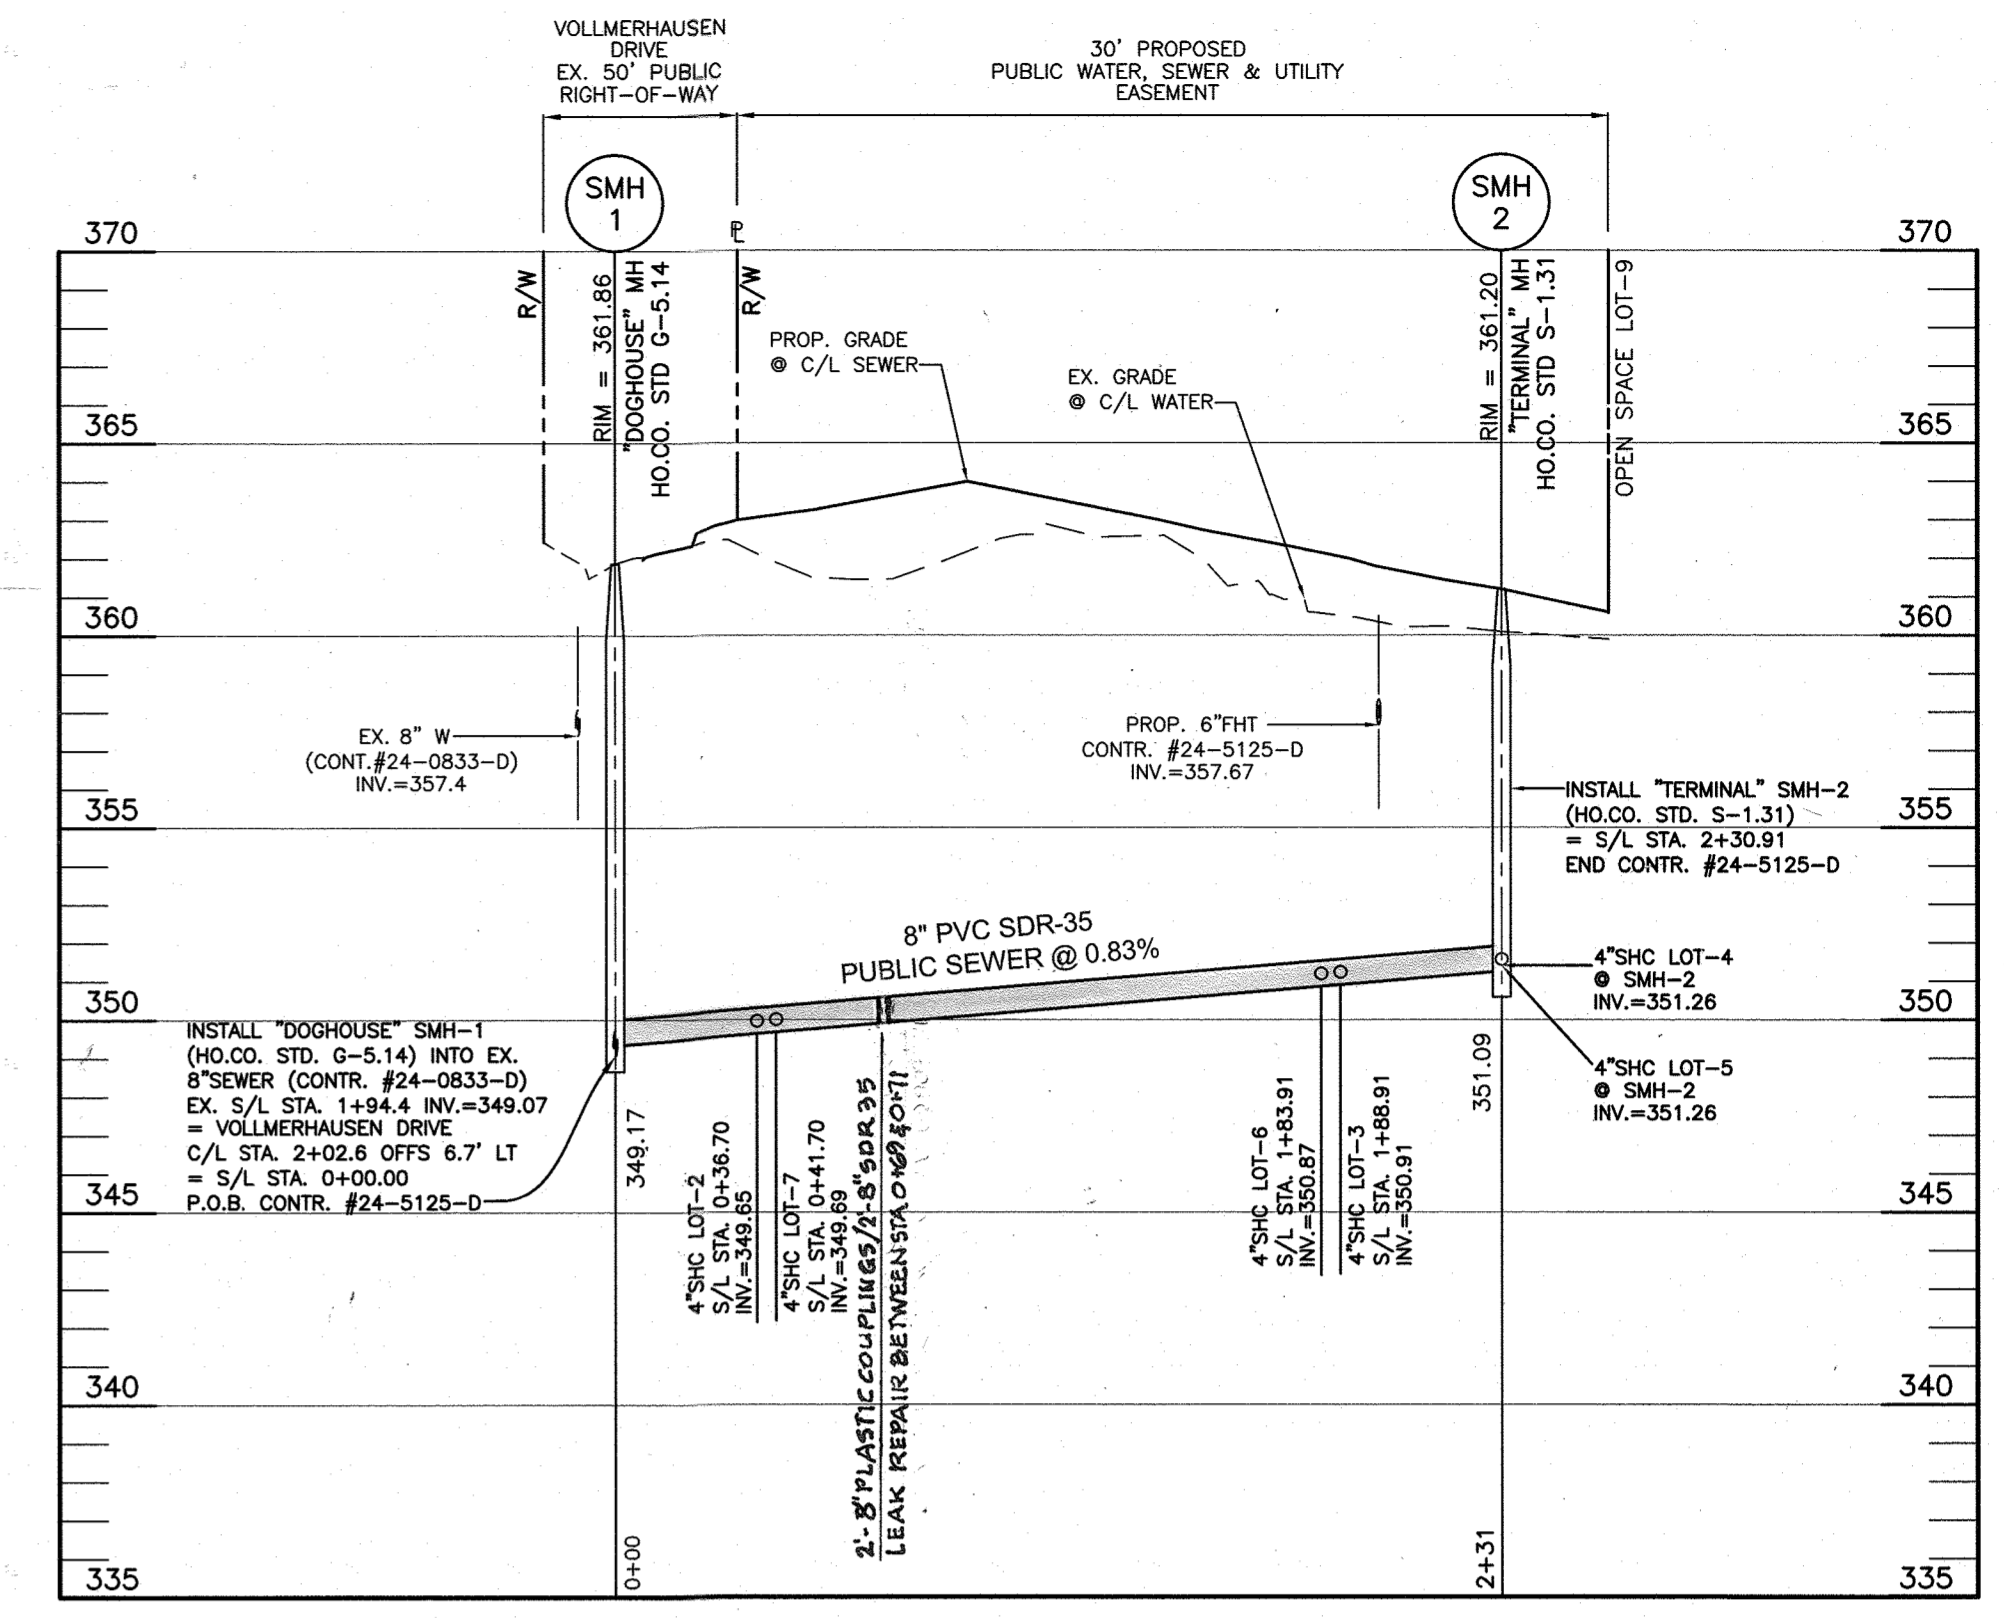 VOLLMERHAUSEN
DRIVE
EX. 50' PUBLIC
RIGHT-OF-WAY
30' PROPOSED
PUBLIC WATER, SEWER & UTILITY
EASEMENT
SMH
1
SMH
2
370
370
R/W
RIM = 361.86
"DOGHOUSE" MH
HO.CO. STD G-5.14
PL
R/W
RIM = 361.20
"TERMINAL" MH
HO.CO. STD S-1.31
OPEN SPACE LOT-9
PROP. GRADE
@ C/L SEWER
EX. GRADE
@ C/L WATER
365
365
360
360
EX. 8" W
(CONT.#24-0833-D)
INV.=357.4
PROP. 6"FHT
CONTR. #24-5125-D
INV.=357.67
INSTALL "TERMINAL" SMH-2
(HO.CO. STD. S-1.31)
= S/L STA. 2+30.91
END CONTR. #24-5125-D
355
355
8" PVC SDR-35
PUBLIC SEWER @ 0.83%
4"SHC LOT-4
@ SMH-2
INV.=351.26
350
350
INSTALL "DOGHOUSE" SMH-1
(HO.CO. STD. G-5.14) INTO EX.
8"SEWER (CONTR. #24-0833-D)
EX. S/L STA. 1+94.4 INV.=349.07
= VOLLMERHAUSEN DRIVE
C/L STA. 2+02.6 OFFS 6.7' LT
= S/L STA. 0+00.00
P.O.B. CONTR. #24-5125-D
4"SHC LOT-5
@ SMH-2
INV.=351.26
349.17
4"SHC LOT-2
S/L STA. 0+36.70
INV.=349.65
4"SHC LOT-7
S/L STA. 0+41.70
INV.=349.69
2'-8" PLASTIC COUPLINGS/2'-8" SDR35
LEAK REPAIR BETWEEN STA.0+69 & 0+71
4"SHC LOT-6
S/L STA. 1+83.91
INV.=350.87
4"SHC LOT-3
S/L STA. 1+88.91
INV.=350.91
351.09
345
345
340
340
335
335
0+00
2+31